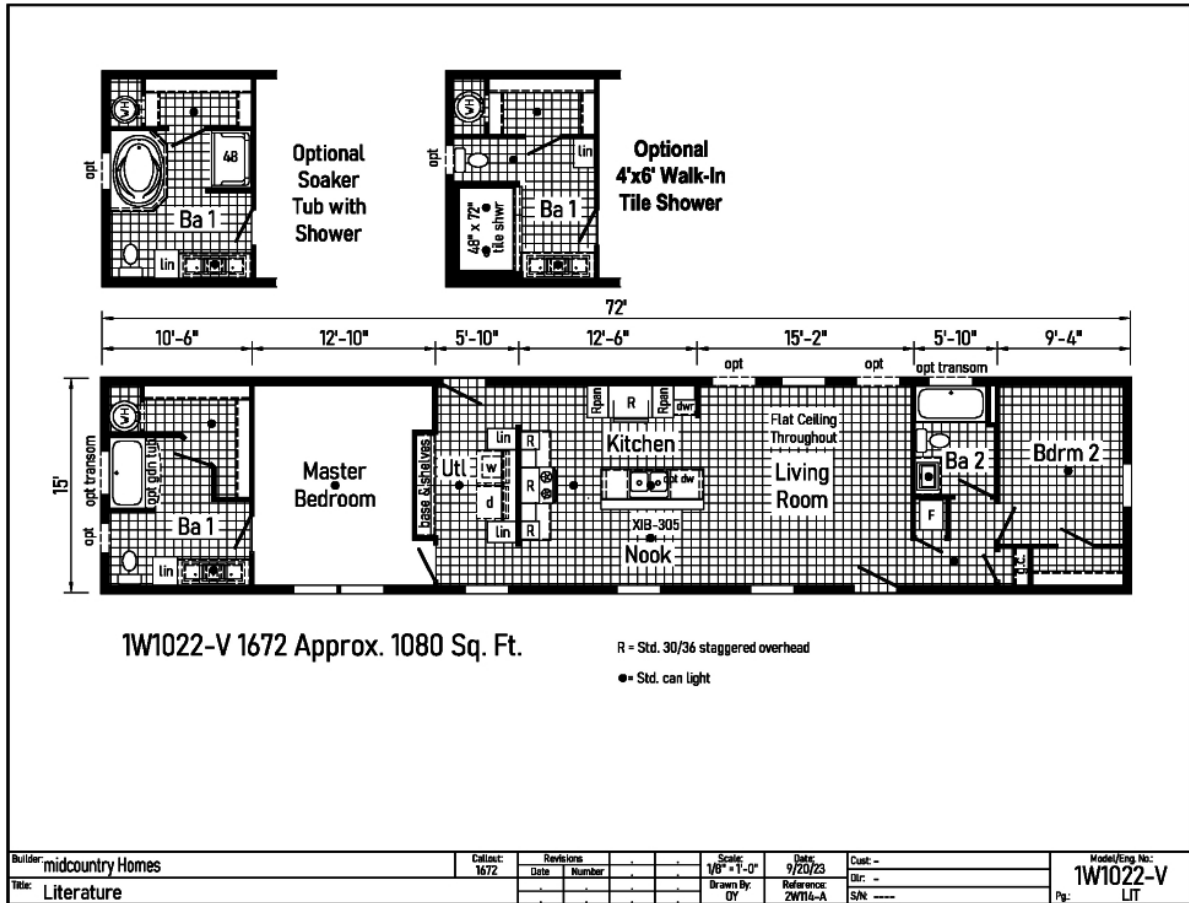 WH
48
opt
Ba 1
lin
Optional
Soaker
Tub with
Shower
WH
opt
lin
Ba 1
48" X 72"
tile shwr
Optional
4'x6' Walk-In
Tile Shower
72'
10'-6"
12'-10"
5'-10"
12'-6"
15'-2"
5'-10"
9'-4"
opt
opt
opt transom
15'
WH
opt transom
opt gdn tub
opt
Ba 1
lin
Master
Bedroom
base & shelves
Utl
lin
w
d
lin
R
R
R
Rpan
R
Rpan
dwr
Kitchen
opt dw
XIB-305
Nook
Flat Ceiling
Throughout
Living
Room
Ba 2
F
Bdrm 2
g.c.
1W1022-V 1672 Approx. 1080 Sq. Ft.
R = Std. 30/36 staggered overhead
●= Std. can light
Builder: midcountry Homes
Title: Literature
Callout:
1672
Revisions
Date Number
Scale:
1/8" = 1'-0"
Drawn By:
OY
Date:
9/20/23
Reference:
2W114-A
Cust: -
Dlr: -
S/N: ----
Model/Eng. No.:
1W1022-V
Pg.: LIT